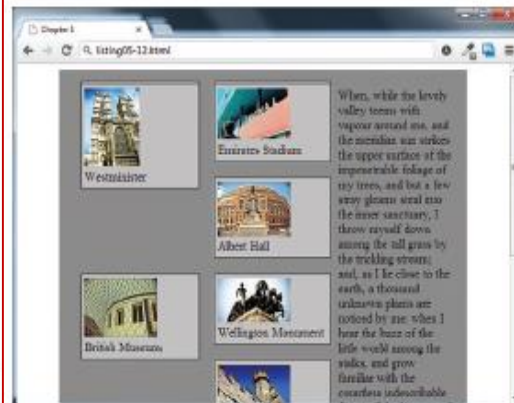 Chapter 5
listing05-12.html
Westminister
Emirates Stadium
Albert Hall
British Museum
Wellington Monument
When, while the lovely
valley teems with
vapour around me, and
the meridian sun strikes
the upper surface of the
impenetrable foliage of
my trees, and but a few
stray gleams steal into
the inner sanctuary, I
throw myself down
among the tall grass by
the trickling stream;
and, as I lie close to the
earth, a thousand
unknown plants are
noticed by me: when I
hear the buzz of the
little world among the
stalks, and grow
familiar with the
countless indescribable